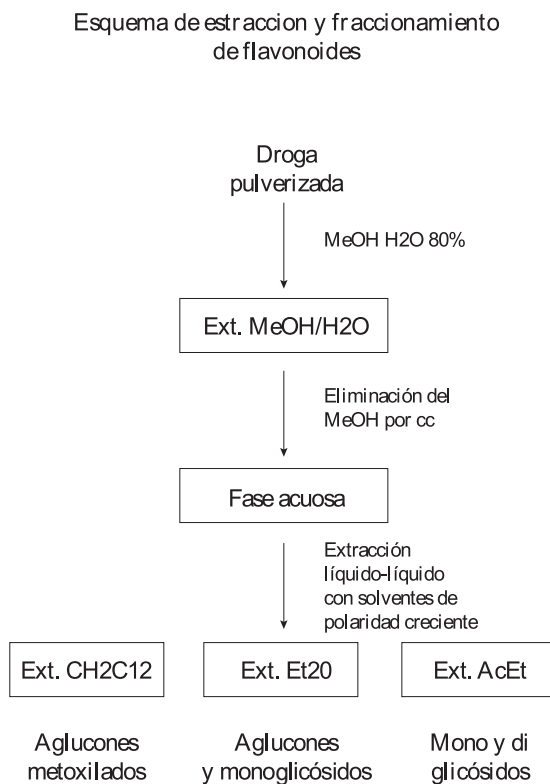 Esquema de estraccion y fraccionamiento
de flavonoides
Droga
pulverizada
MeOH H2O 80%
Ext. MeOH/H2O
Eliminación del
MeOH por cc
Fase acuosa
Extracción
líquido-líquido
con solventes de
polaridad creciente
Ext. CH2C12
Ext. Et20
Ext. AcEt
Aglucones
metoxilados
Aglucones
y monoglicósidos
Mono y di
glicósidos